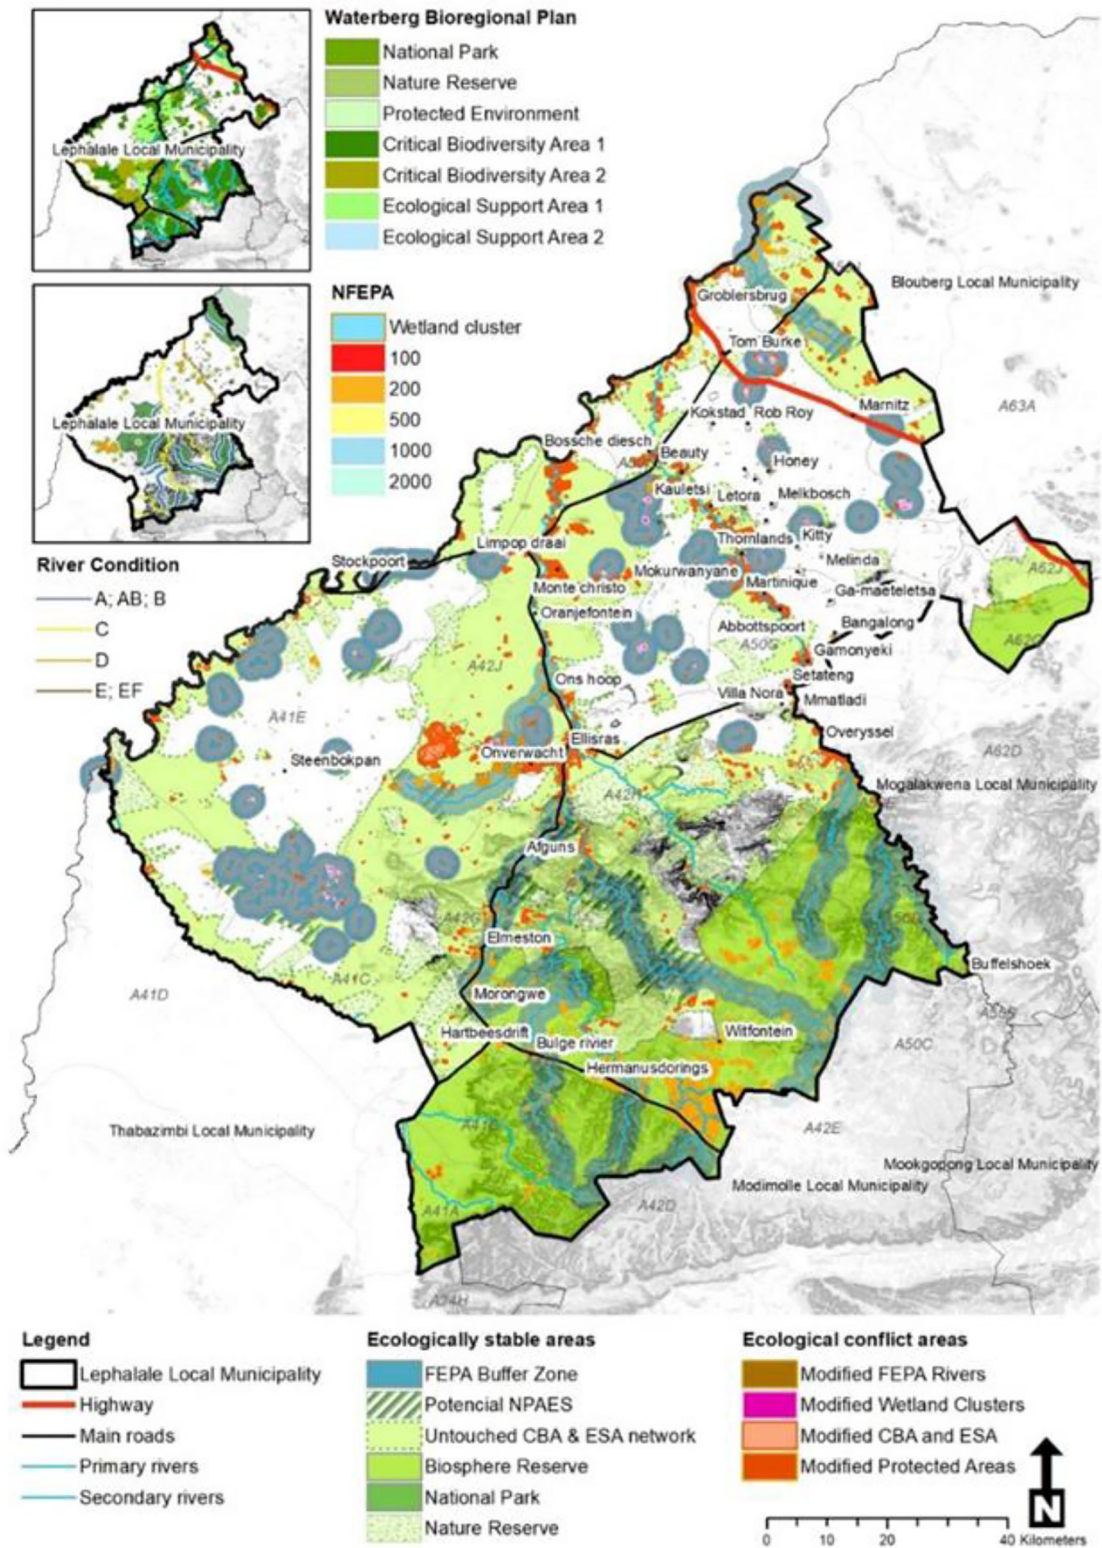 Waterberg Bioregional Plan
National Park
Nature Reserve
Protected Environment
Critical Biodiversity Area 1
Critical Biodiversity Area 2
Ecological Support Area 1
Ecological Support Area 2
Lephalale Local Municipality
NFEPA
Wetland cluster
100
200
500
1000
2000
Lephalale Local Municipality
River Condition
A; AB; B
C
D
E; EF
Blouberg Local Municipality
Groblersbrug
Tom Burke
A63A
Marnitz
Kokstad
Rob Roy
Bossche diesch
Beauty
Honey
Kauletsi
Letora
Melkbosch
Limpop draai
Thornlands
Kitty
Stockpoort
Melinda
A62J
Mokurwanyane
Monte christo
Martinique
Ga-maeteletsa
Oranjefontein
Abbottspoort
Bangalong
A50G
Gamonyeki
A42J
Setateng
Ons hoop
Villa Nora
Mmatladi
A41E
Overyssel
Ellisras
Onverwacht
A62D
Steenbokpan
Mogalakwena Local Municipality
A42H
Afguns
Elmeston
Buffelshoek
A41C
A41D
Morongwe
Hartbeesdrift
Witfontein
Bulge rivier
A50C
Hermanusdorings
Thabazimbi Local Municipality
A42E
Mookgopong Local Municipality
Modimolle Local Municipality
A42D
A41A
A24H
Legend
Lephalale Local Municipality
Highway
Main roads
Primary rivers
Secondary rivers
Ecologically stable areas
FEPA Buffer Zone
Potencial NPAES
Untouched CBA & ESA network
Biosphere Reserve
National Park
Nature Reserve
Ecological conflict areas
Modified FEPA Rivers
Modified Wetland Clusters
Modified CBA and ESA
Modified Protected Areas
N
0 10 20 40 Kilometers